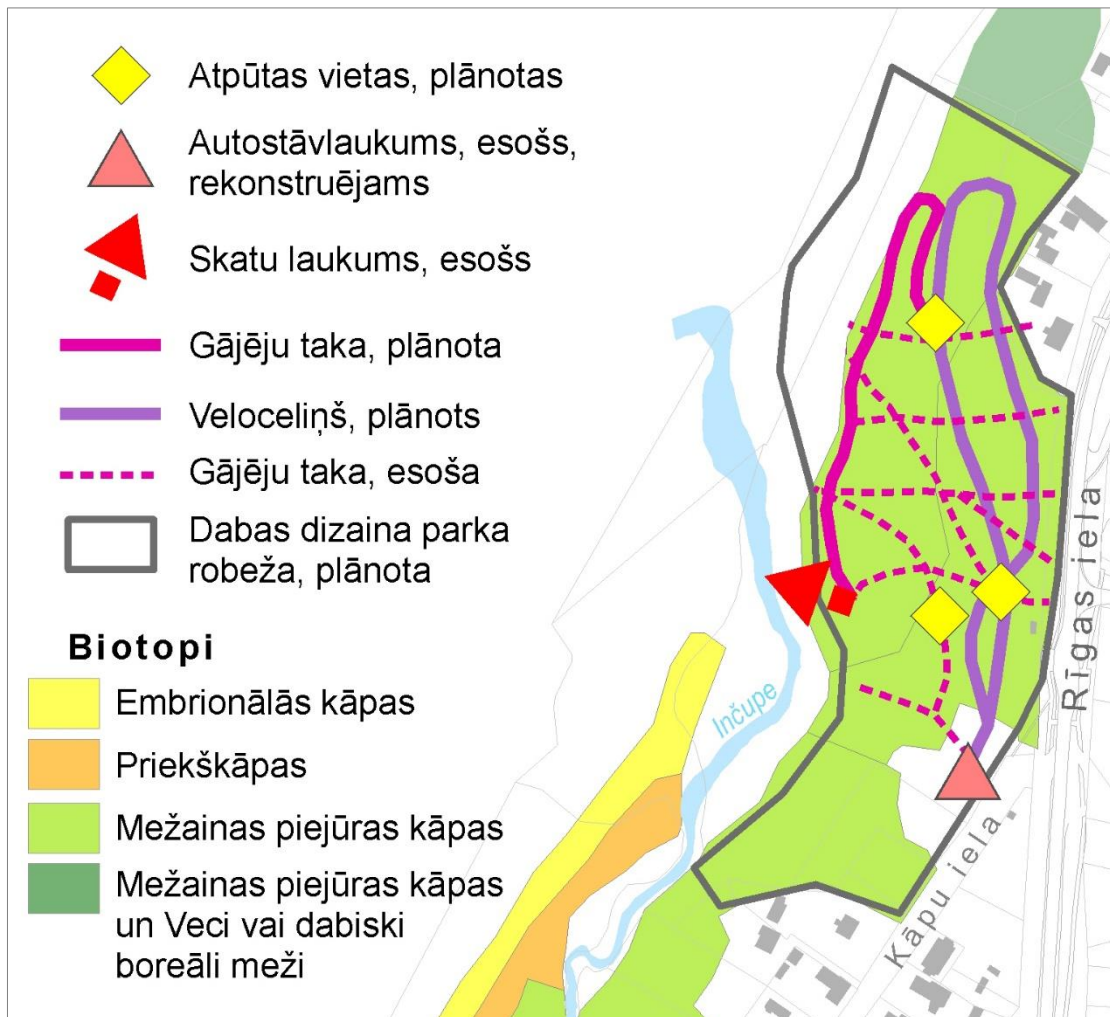 Atpūtas vietas, plānotas
Autostāvlaukums, esošs,
rekonstruējams
Skatu laukums, esošs
Gājēju taka, plānota
Veloceliņš, plānots
Gājēju taka, esoša
Dabas dizaina parka
robeža, plānota
Biotopi
Embrionālās kāpas
Priekškāpas
Mežainas piejūras kāpas
Mežainas piejūras kāpas
un Veci vai dabiski
boreāli meži
Inčupe
Rīgas iela
Kāpu iela